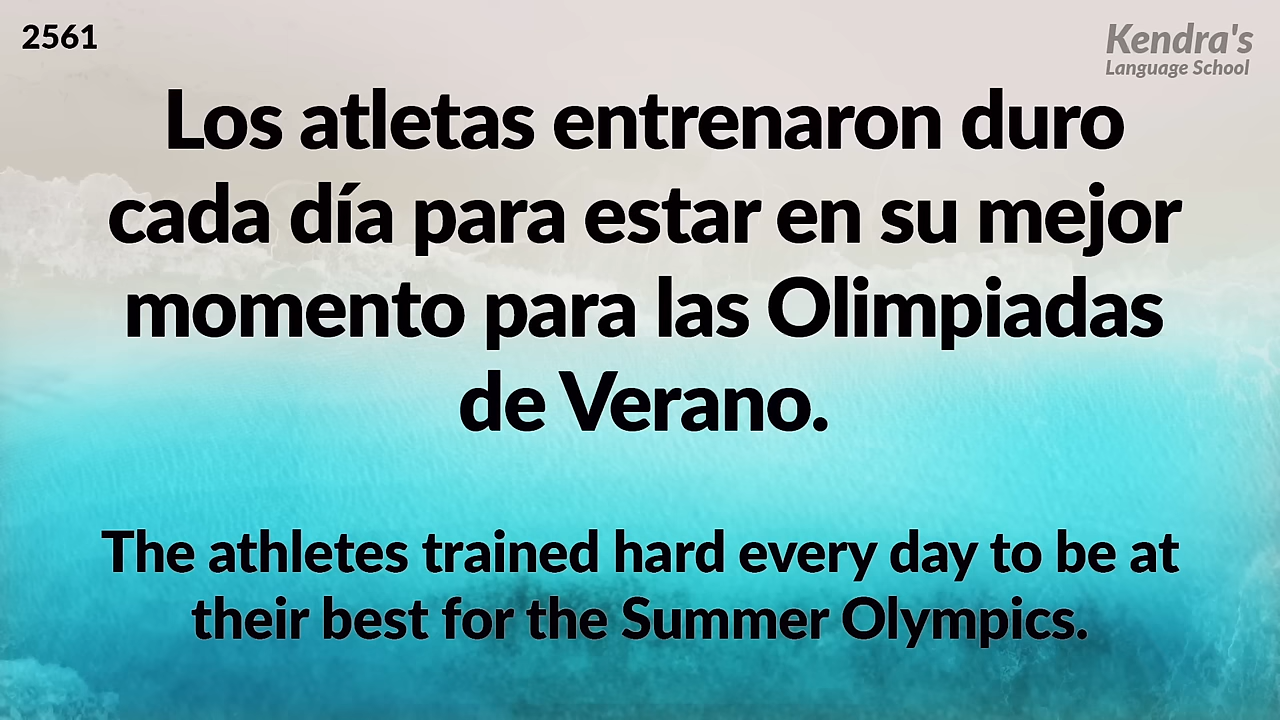 2561
Kendra's
Language School
Los atletas entrenaron duro
cada día para estar en su mejor
momento para las Olimpiadas
de Verano.
The athletes trained hard every day to be at
their best for the Summer Olympics.